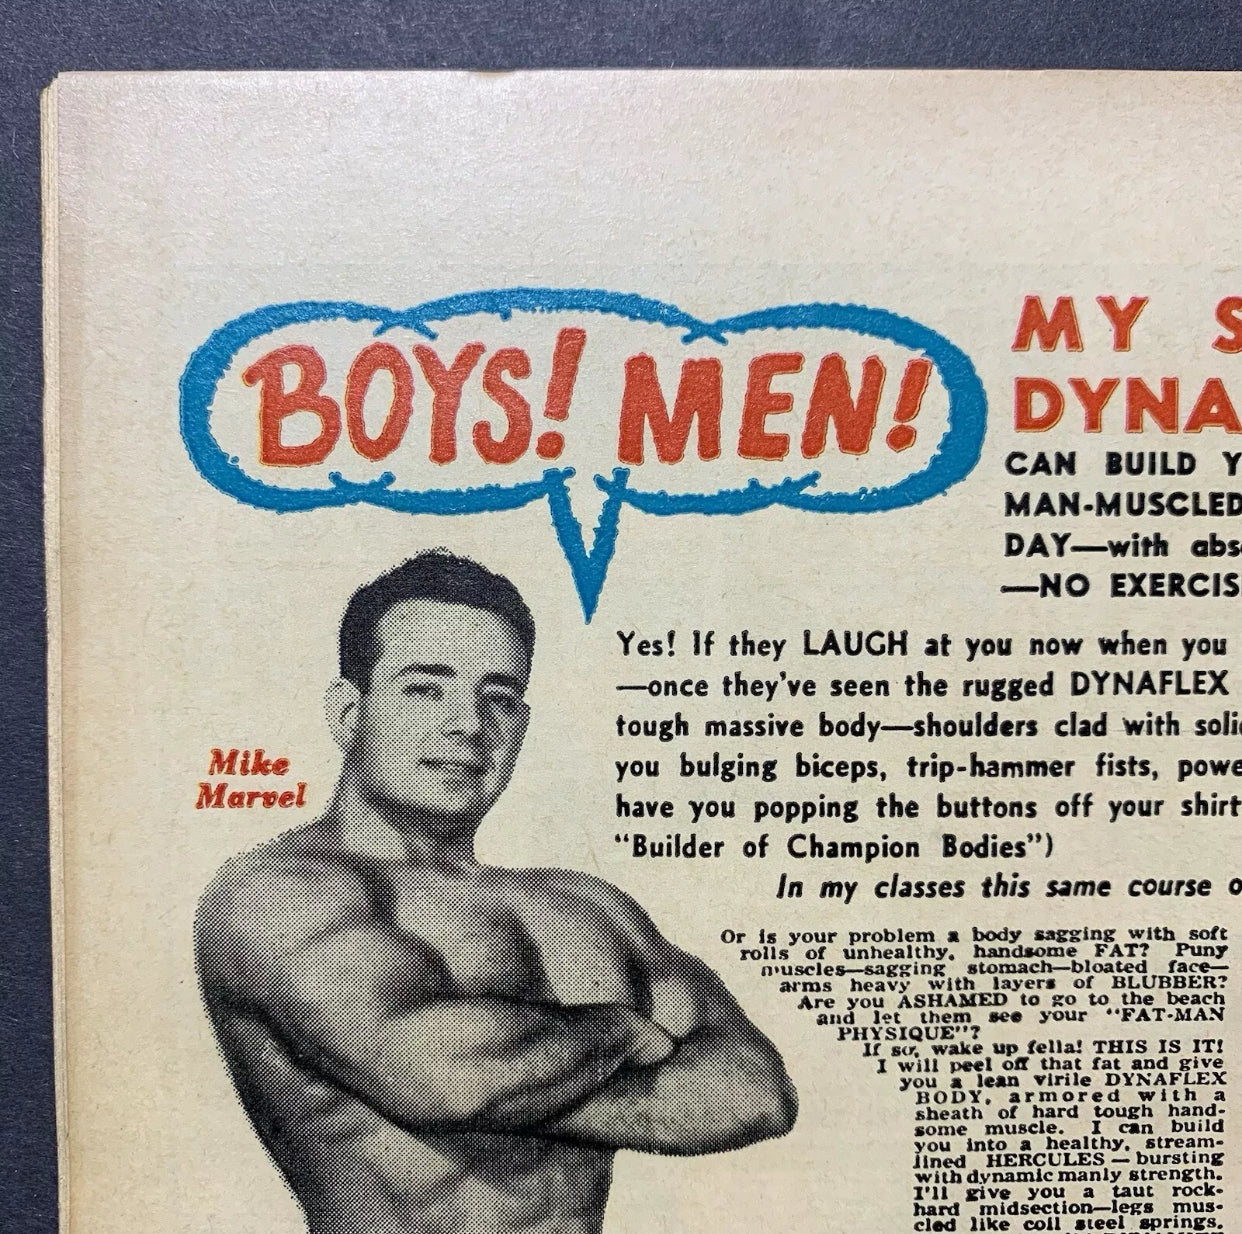 BOYS! MEN!
MY S
DYNA
CAN BUILD Y
MAN-MUSCLED
DAY—with abs
—NO EXERCIS
Yes! If they LAUGH at you now when you
—once they've seen the rugged DYNAFLEX
tough massive body—shoulders clad with soli
you bulging biceps, trip-hammer fists, powe
have you popping the buttons off your shirt
"Builder of Champion Bodies")
In my classes this same course o
Mike
Marvel
Or is your problem a body sagging with soft
rolls of unhealthy, handsome FAT? Puny
muscles—sagging stomach—bloated face—
arms heavy with layers of BLUBBER?
Are you ASHAMED to go to the beach
and let them see your "FAT-MAN
PHYSIQUE"?
If so, wake up fella! THIS IS IT!
I will peel off that fat and give
you a lean virile DYNAFLEX
BODY, armored with a
sheath of hard tough hand-
some muscle. I can build
you into a healthy, stream-
lined HERCULES — bursting
with dynamic manly strength.
I'll give you a taut rock-
hard midsection—legs mus-
cled like coil steel springs.